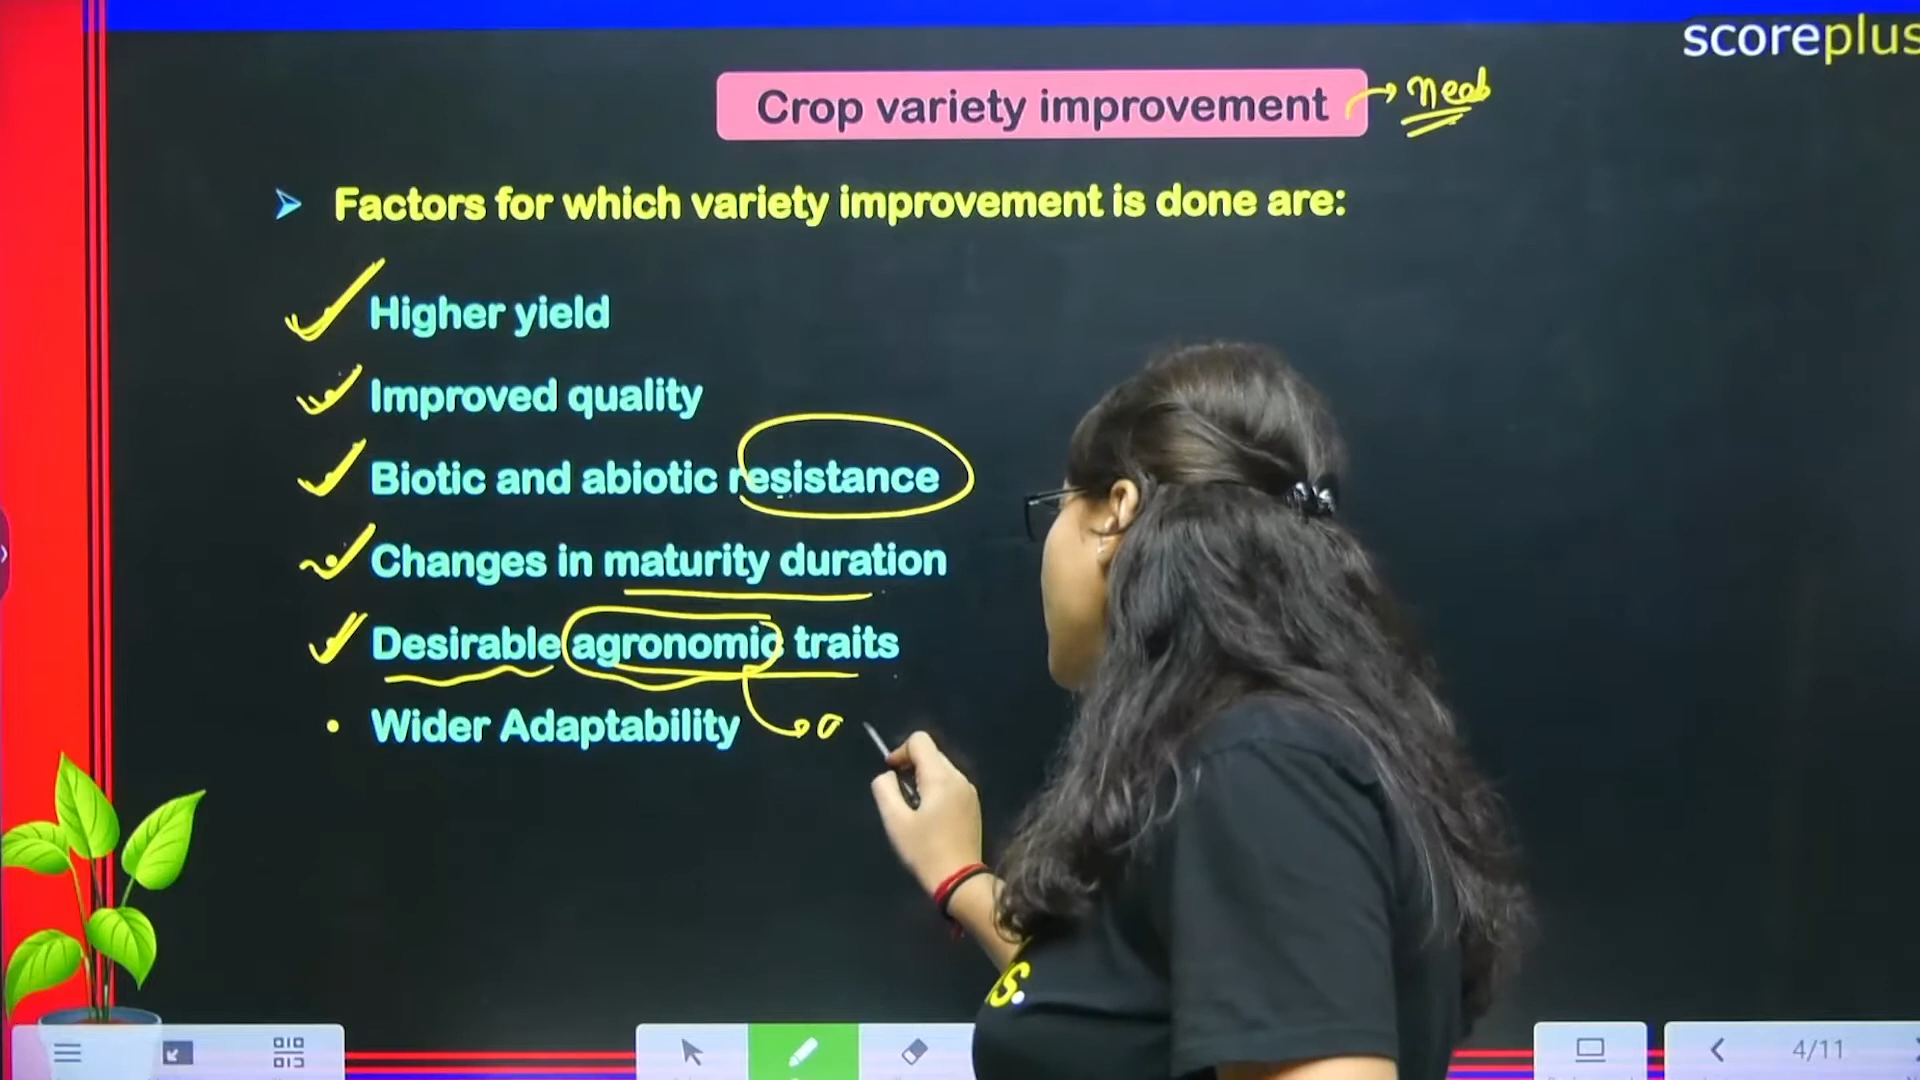 scoreplus
Crop variety improvement
need
Factors for which variety improvement is done are:
Higher yield
Improved quality
Biotic and abiotic resistance
Changes in maturity duration
Desirable agronomic traits
Wider Adaptability
4/11